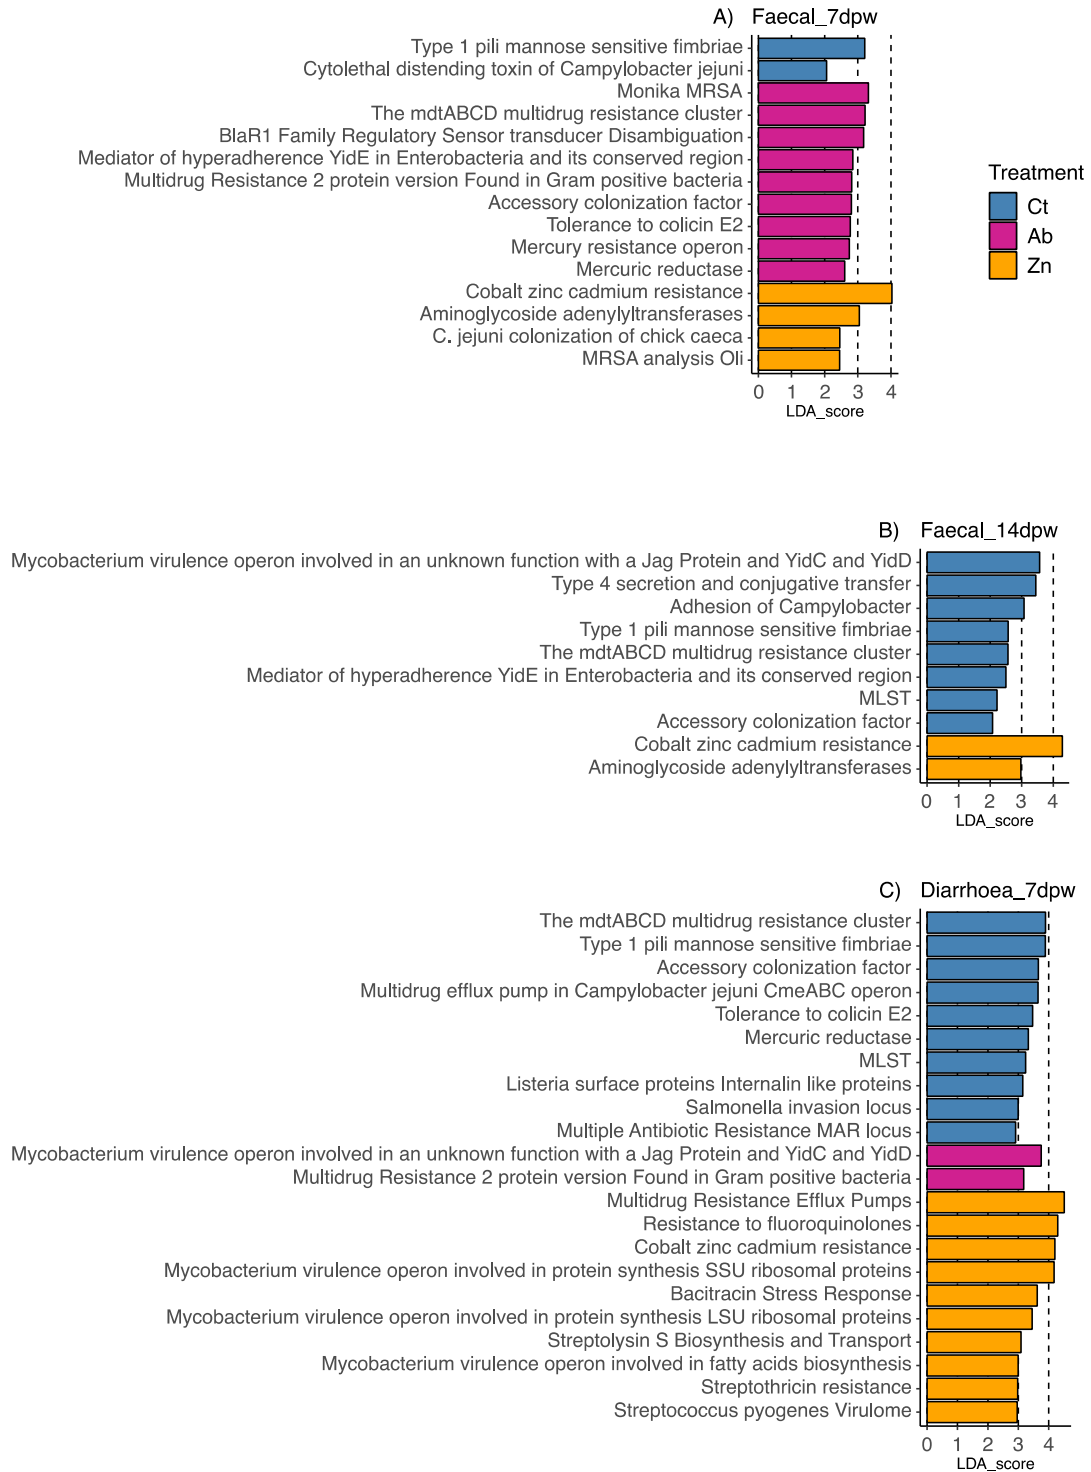 A) Faecal_7dpw
Type 1 pili mannose sensitive fimbriae
Cytolethal distending toxin of Campylobacter jejuni
Monika MRSA
The mdtABCD multidrug resistance cluster
BlaR1 Family Regulatory Sensor transducer Disambiguation
Mediator of hyperadherence YidE in Enterobacteria and its conserved region
Multidrug Resistance 2 protein version Found in Gram positive bacteria
Accessory colonization factor
Tolerance to colicin E2
Mercury resistance operon
Mercuric reductase
Cobalt zinc cadmium resistance
Aminoglycoside adenylyltransferases
C. jejuni colonization of chick caeca
MRSA analysis Oli
0 1 2 3 4
LDA_score
Treatment
Ct
Ab
Zn
B) Faecal_14dpw
Mycobacterium virulence operon involved in an unknown function with a Jag Protein and YidC and YidD
Type 4 secretion and conjugative transfer
Adhesion of Campylobacter
Type 1 pili mannose sensitive fimbriae
The mdtABCD multidrug resistance cluster
Mediator of hyperadherence YidE in Enterobacteria and its conserved region
MLST
Accessory colonization factor
Cobalt zinc cadmium resistance
Aminoglycoside adenylyltransferases
0 1 2 3 4
LDA_score
C) Diarrhoea_7dpw
The mdtABCD multidrug resistance cluster
Type 1 pili mannose sensitive fimbriae
Accessory colonization factor
Multidrug efflux pump in Campylobacter jejuni CmeABC operon
Tolerance to colicin E2
Mercuric reductase
MLST
Listeria surface proteins Internalin like proteins
Salmonella invasion locus
Multiple Antibiotic Resistance MAR locus
Mycobacterium virulence operon involved in an unknown function with a Jag Protein and YidC and YidD
Multidrug Resistance 2 protein version Found in Gram positive bacteria
Multidrug Resistance Efflux Pumps
Resistance to fluoroquinolones
Cobalt zinc cadmium resistance
Mycobacterium virulence operon involved in protein synthesis SSU ribosomal proteins
Bacitracin Stress Response
Mycobacterium virulence operon involved in protein synthesis LSU ribosomal proteins
Streptolysin S Biosynthesis and Transport
Mycobacterium virulence operon involved in fatty acids biosynthesis
Streptothricin resistance
Streptococcus pyogenes Virulome
0 1 2 3 4
LDA_score